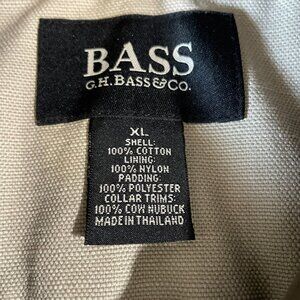 BASS
G.H. BASS & CO.
XL
SHELL:
100% COTTON
LINING:
100% NYLON
PADDING:
100% POLYESTER
COLLAR TRIMS:
100% COW NUBUCK
MADE IN THAILAND